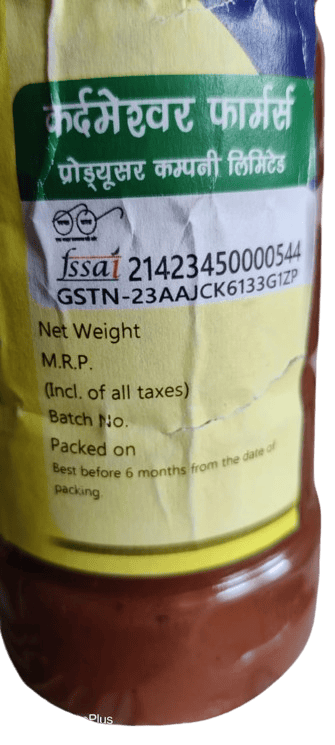 कर्दमेश्वर फार्मर्स
प्रोड्यूसर कम्पनी लिमिटेड
fssai 21423450000544
GSTN-23AAJCK6133G1ZP
Net Weight
M.R.P.
(Incl. of all taxes)
Batch No.
Packed on
Best before 6 months from the date of
packing